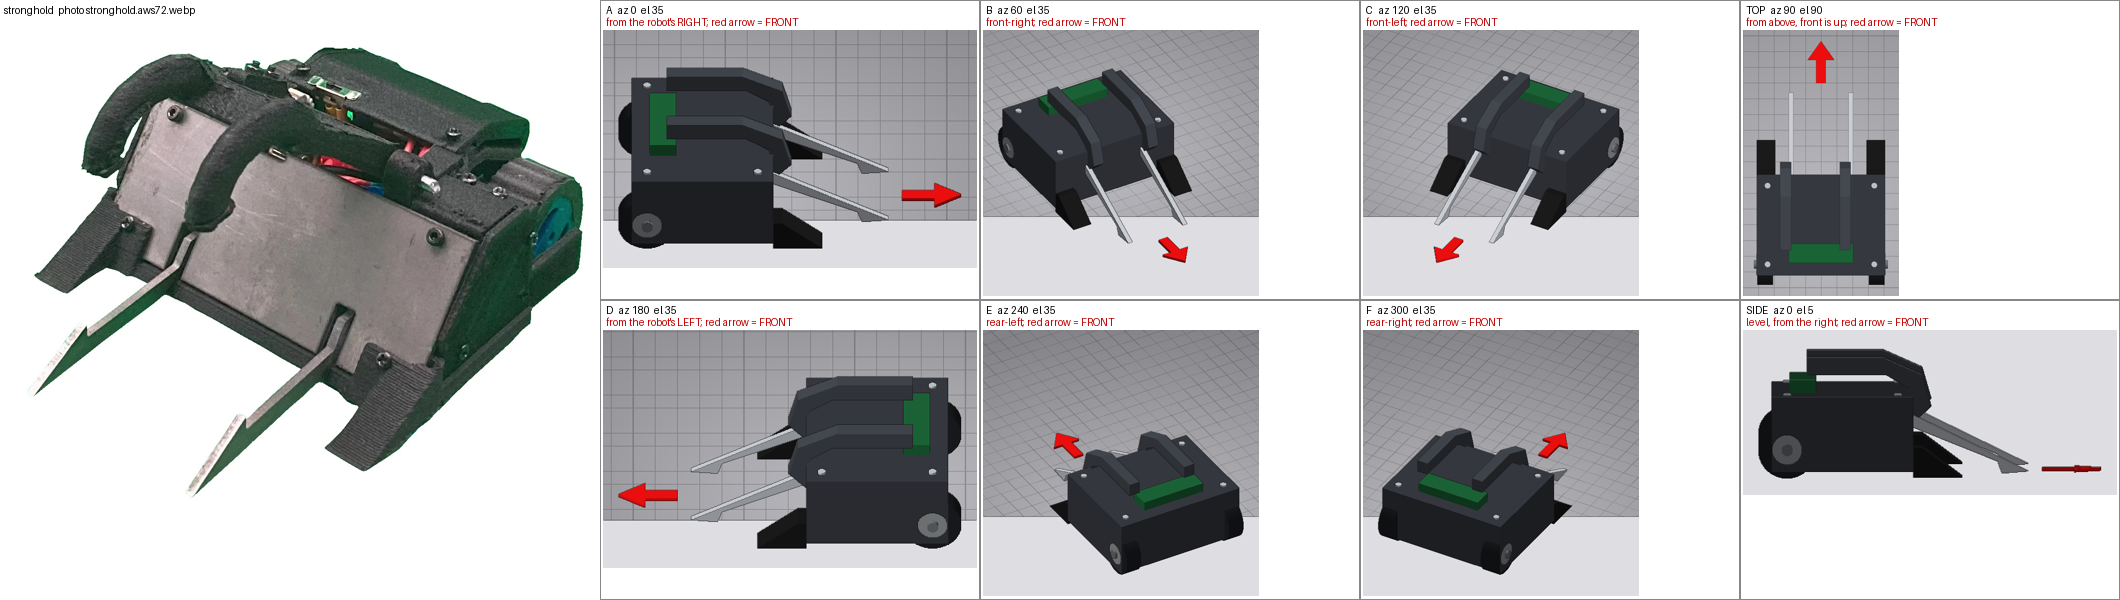 stronghold photostronghold.aws72.webp
A az 0 el 35
from the robot's RIGHT; red arrow = FRONT
B az 60 el 35
front-right; red arrow = FRONT
C az 120 el 35
front-left; red arrow = FRONT
TOP az 90 el 90
from above, front is up; red arrow = FRONT
D az 180 el 35
from the robot's LEFT; red arrow = FRONT
E az 240 el 35
rear-left; red arrow = FRONT
F az 300 el 35
rear-right; red arrow = FRONT
SIDE az 0 el 5
level, from the right; red arrow = FRONT